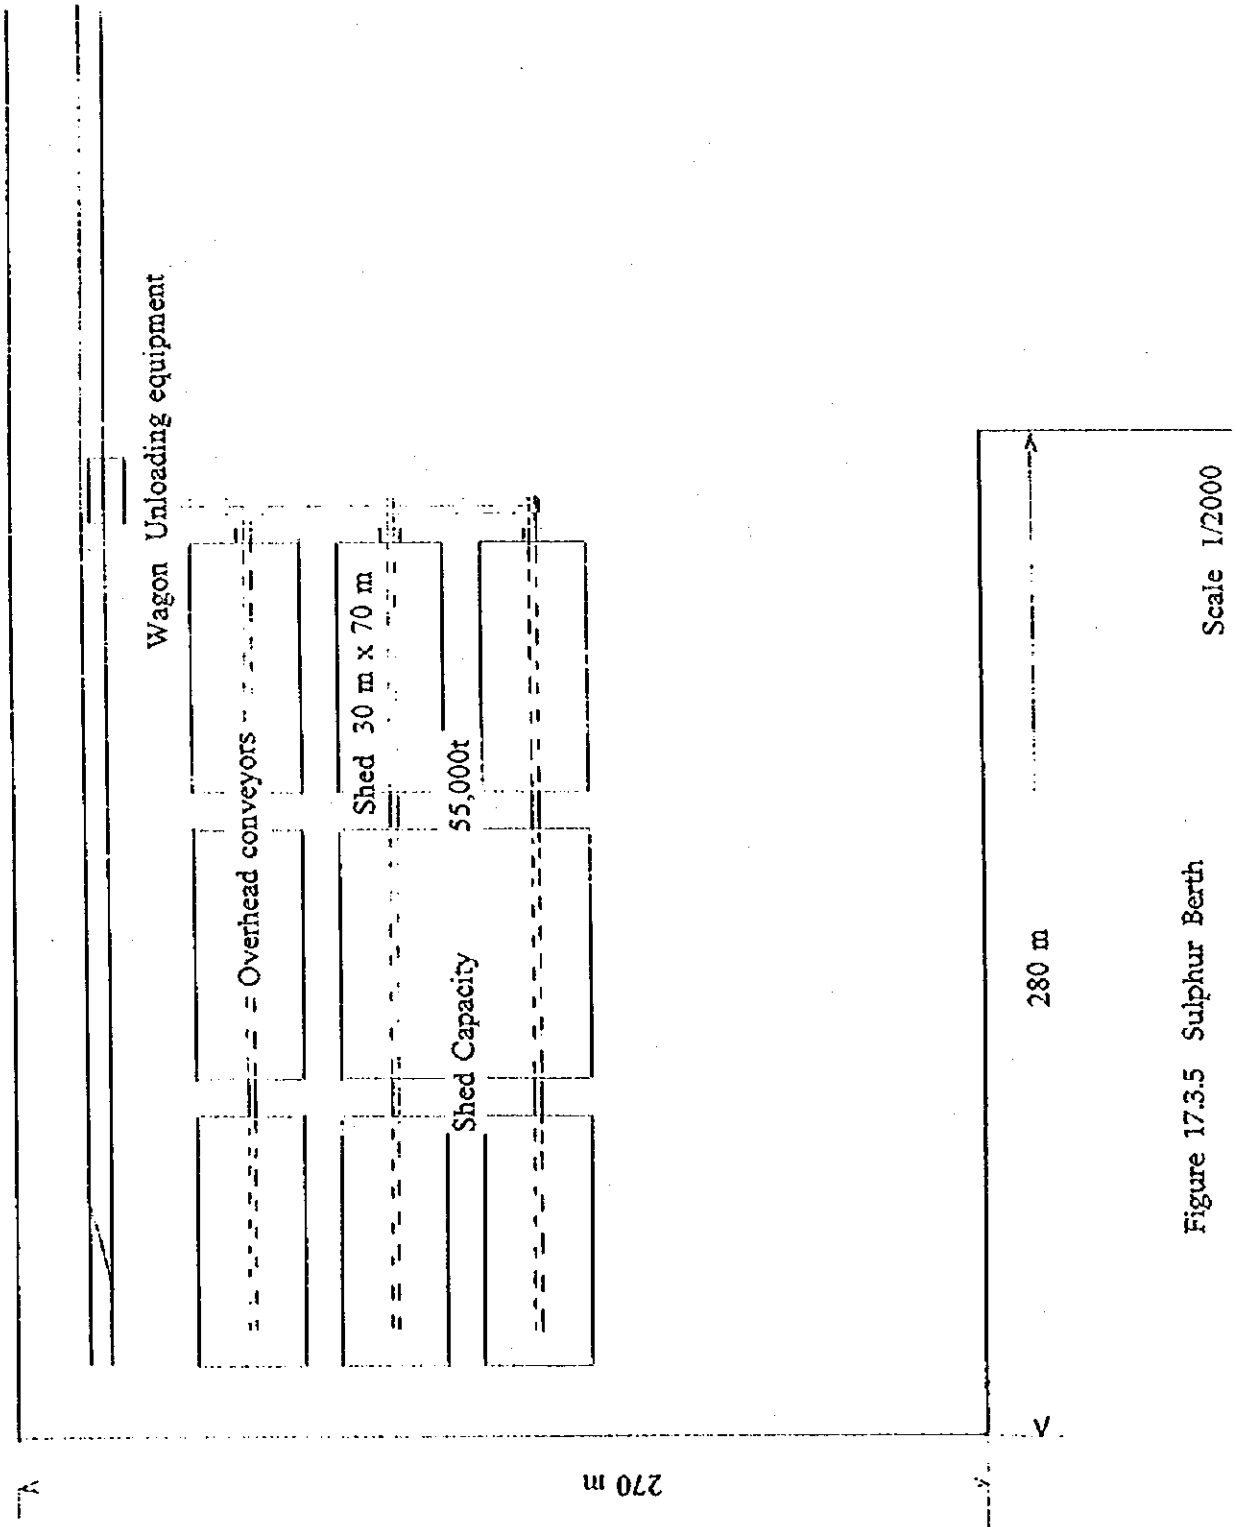 Wagon Unloading equipment
Overhead conveyors
Shed 30 m x 70 m
Shed Capacity 55,000t
280 m
270 m
Figure 17.3.5 Sulphur Berth
Scale 1/2000